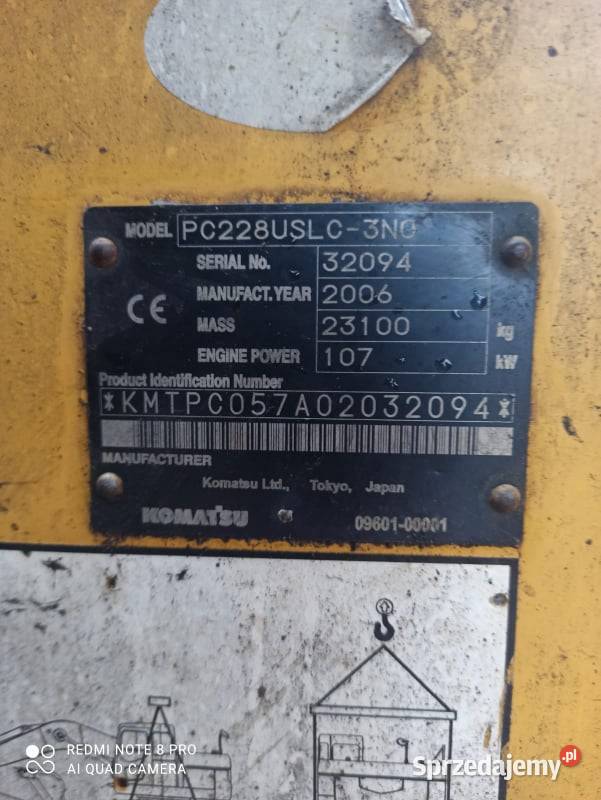 MODEL PC228USLC-3N0
SERIAL No. 32094
MANUFACT.YEAR 2006
MASS 23100 kg
ENGINE POWER 107 kW
CE
Product Identification Number
*KMTPC057A02032094*
MANUFACTURER
Komatsu Ltd., Tokyo, Japan
KOMATSU 09601-00001
REDMI NOTE 8 PRO
AI QUAD CAMERA
Sprzedajemy.pl